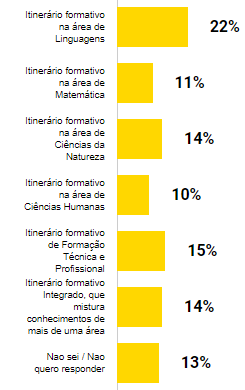 Itinerário formativo
na área de
Linguagens
22%
Itinerário formativo
na área de
Matemática
11%
Itinerário formativo
na área de
Ciências da
Natureza
14%
Itinerário formativo
na área de
Ciências Humanas
10%
Itinerário formativo
de Formação
Técnica e
Profissional
15%
Itinerário formativo
Integrado, que
mistura
conhecimentos de
mais de uma área
14%
Nao sei / Nao
quero responder
13%